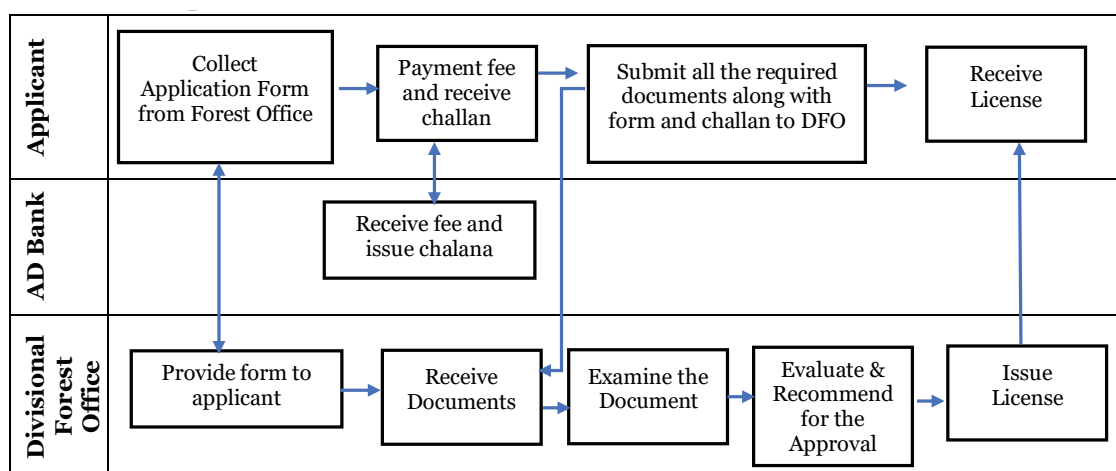 Applicant
Collect
Application Form
from Forest Office
Payment fee
and receive
challan
Submit all the required
documents along with
form and challan to DFO
Receive
License
AD Bank
Receive fee and
issue chalana
Divisional
Forest
Office
Provide form to
applicant
Receive
Documents
Examine the
Document
Evaluate &
Recommend
for the
Approval
Issue
License